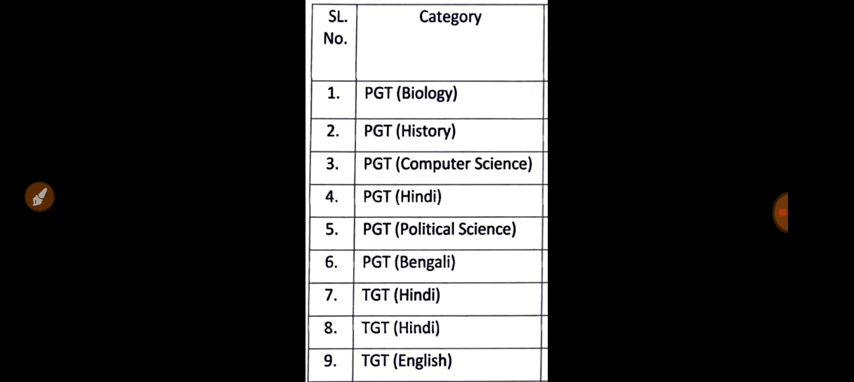 SL. No. Category
1. PGT (Biology)
2. PGT (History)
3. PGT (Computer Science)
4. PGT (Hindi)
5. PGT (Political Science)
6. PGT (Bengali)
7. TGT (Hindi)
8. TGT (Hindi)
9. TGT (English)